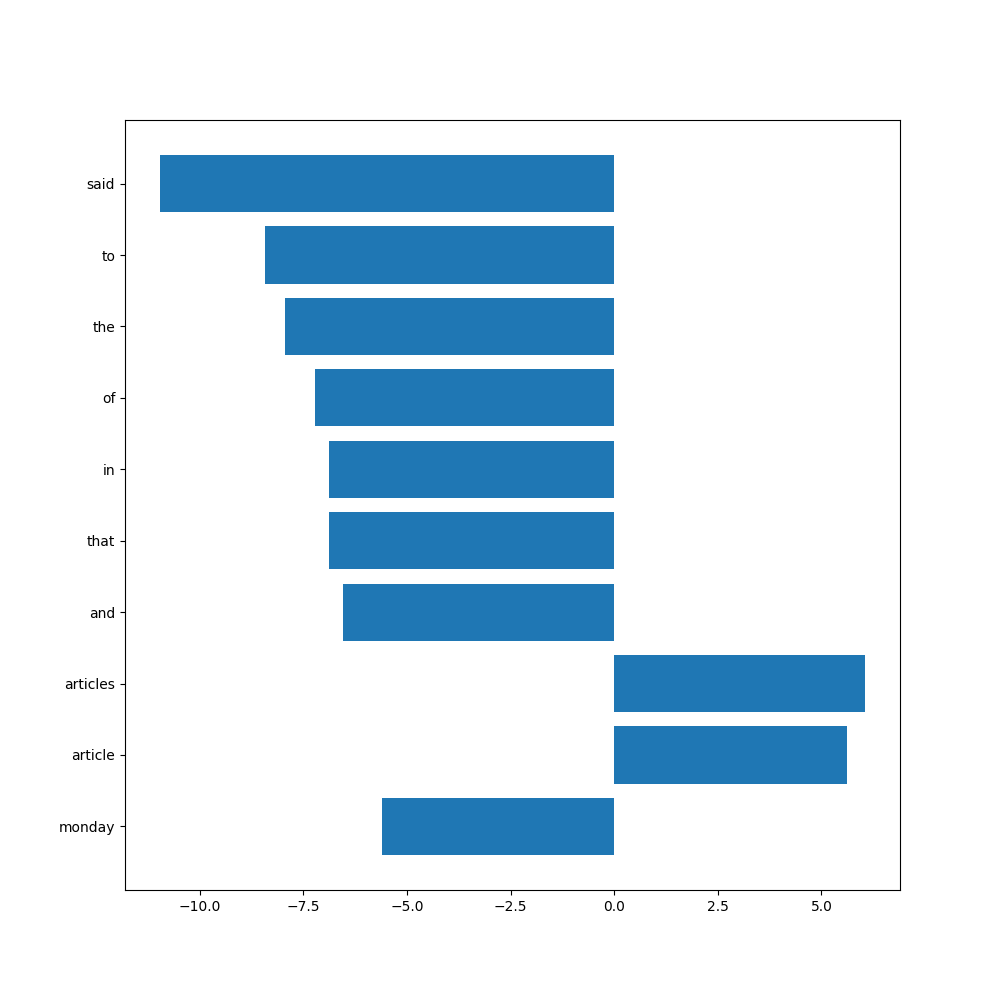 said
to
the
of
in
that
and
articles
article
monday
−10.0 −7.5 −5.0 −2.5 0.0 2.5 5.0